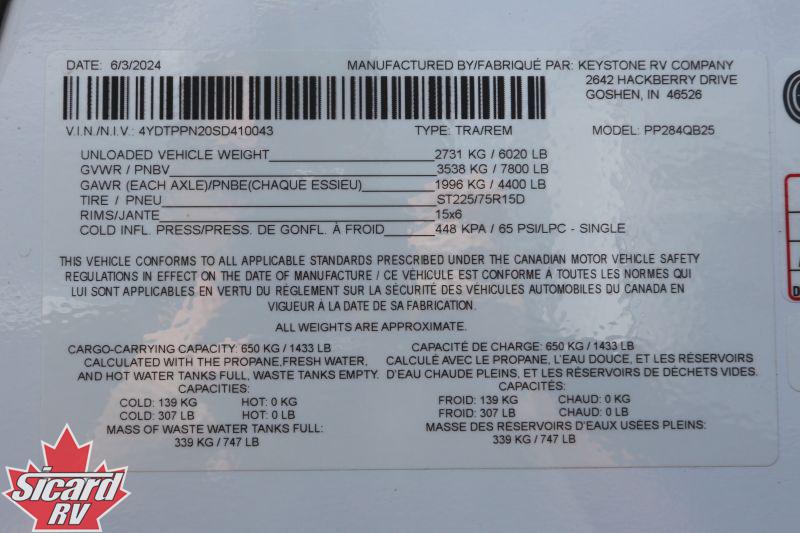 DATE: 6/3/2024
MANUFACTURED BY/FABRIQUÉ PAR: KEYSTONE RV COMPANY
2642 HACKBERRY DRIVE
GOSHEN, IN 46526
V.I.N./N.I.V.: 4YDTPPN20SD410043 TYPE: TRA/REM MODEL: PP284QB25
UNLOADED VEHICLE WEIGHT 2731 KG / 6020 LB
GVWR / PNBV 3538 KG / 7800 LB
GAWR (EACH AXLE)/PNBE(CHAQUE ESSIEU) 1996 KG / 4400 LB
TIRE / PNEU ST225/75R15D
RIMS/JANTE 15x6
COLD INFL. PRESS/PRESS. DE GONFL. À FROID 448 KPA / 65 PSI/LPC - SINGLE
THIS VEHICLE CONFORMS TO ALL APPLICABLE STANDARDS PRESCRIBED UNDER THE CANADIAN MOTOR VEHICLE SAFETY
REGULATIONS IN EFFECT ON THE DATE OF MANUFACTURE / CE VÉHICULE EST CONFORME À TOUTES LES NORMES QUI
LUI SONT APPLICABLES EN VERTU DU RÉGLEMENT SUR LA SÉCURITÉ DES VÉHICULES AUTOMOBILES DU CANADA EN
VIGUEUR À LA DATE DE SA FABRICATION.
ALL WEIGHTS ARE APPROXIMATE.
CARGO-CARRYING CAPACITY: 650 KG / 1433 LB
CALCULATED WITH THE PROPANE,FRESH WATER,
AND HOT WATER TANKS FULL, WASTE TANKS EMPTY.
CAPACITIES:
COLD: 139 KG HOT: 0 KG
COLD: 307 LB HOT: 0 LB
MASS OF WASTE WATER TANKS FULL:
339 KG / 747 LB
CAPACITÉ DE CHARGE: 650 KG / 1433 LB
CALCULÉ AVEC LE PROPANE, L'EAU DOUCE, ET LES RÉSERVOIRS
D'EAU CHAUDE PLEINS, ET LES RÉSERVOIRS DE DÉCHETS VIDES.
CAPACITÉS:
FROID: 139 KG CHAUD: 0 KG
FROID: 307 LB CHAUD: 0 LB
MASSE DES RÉSERVOIRS D'EAUX USÉES PLEINS:
339 KG / 747 LB
Sicard
RV